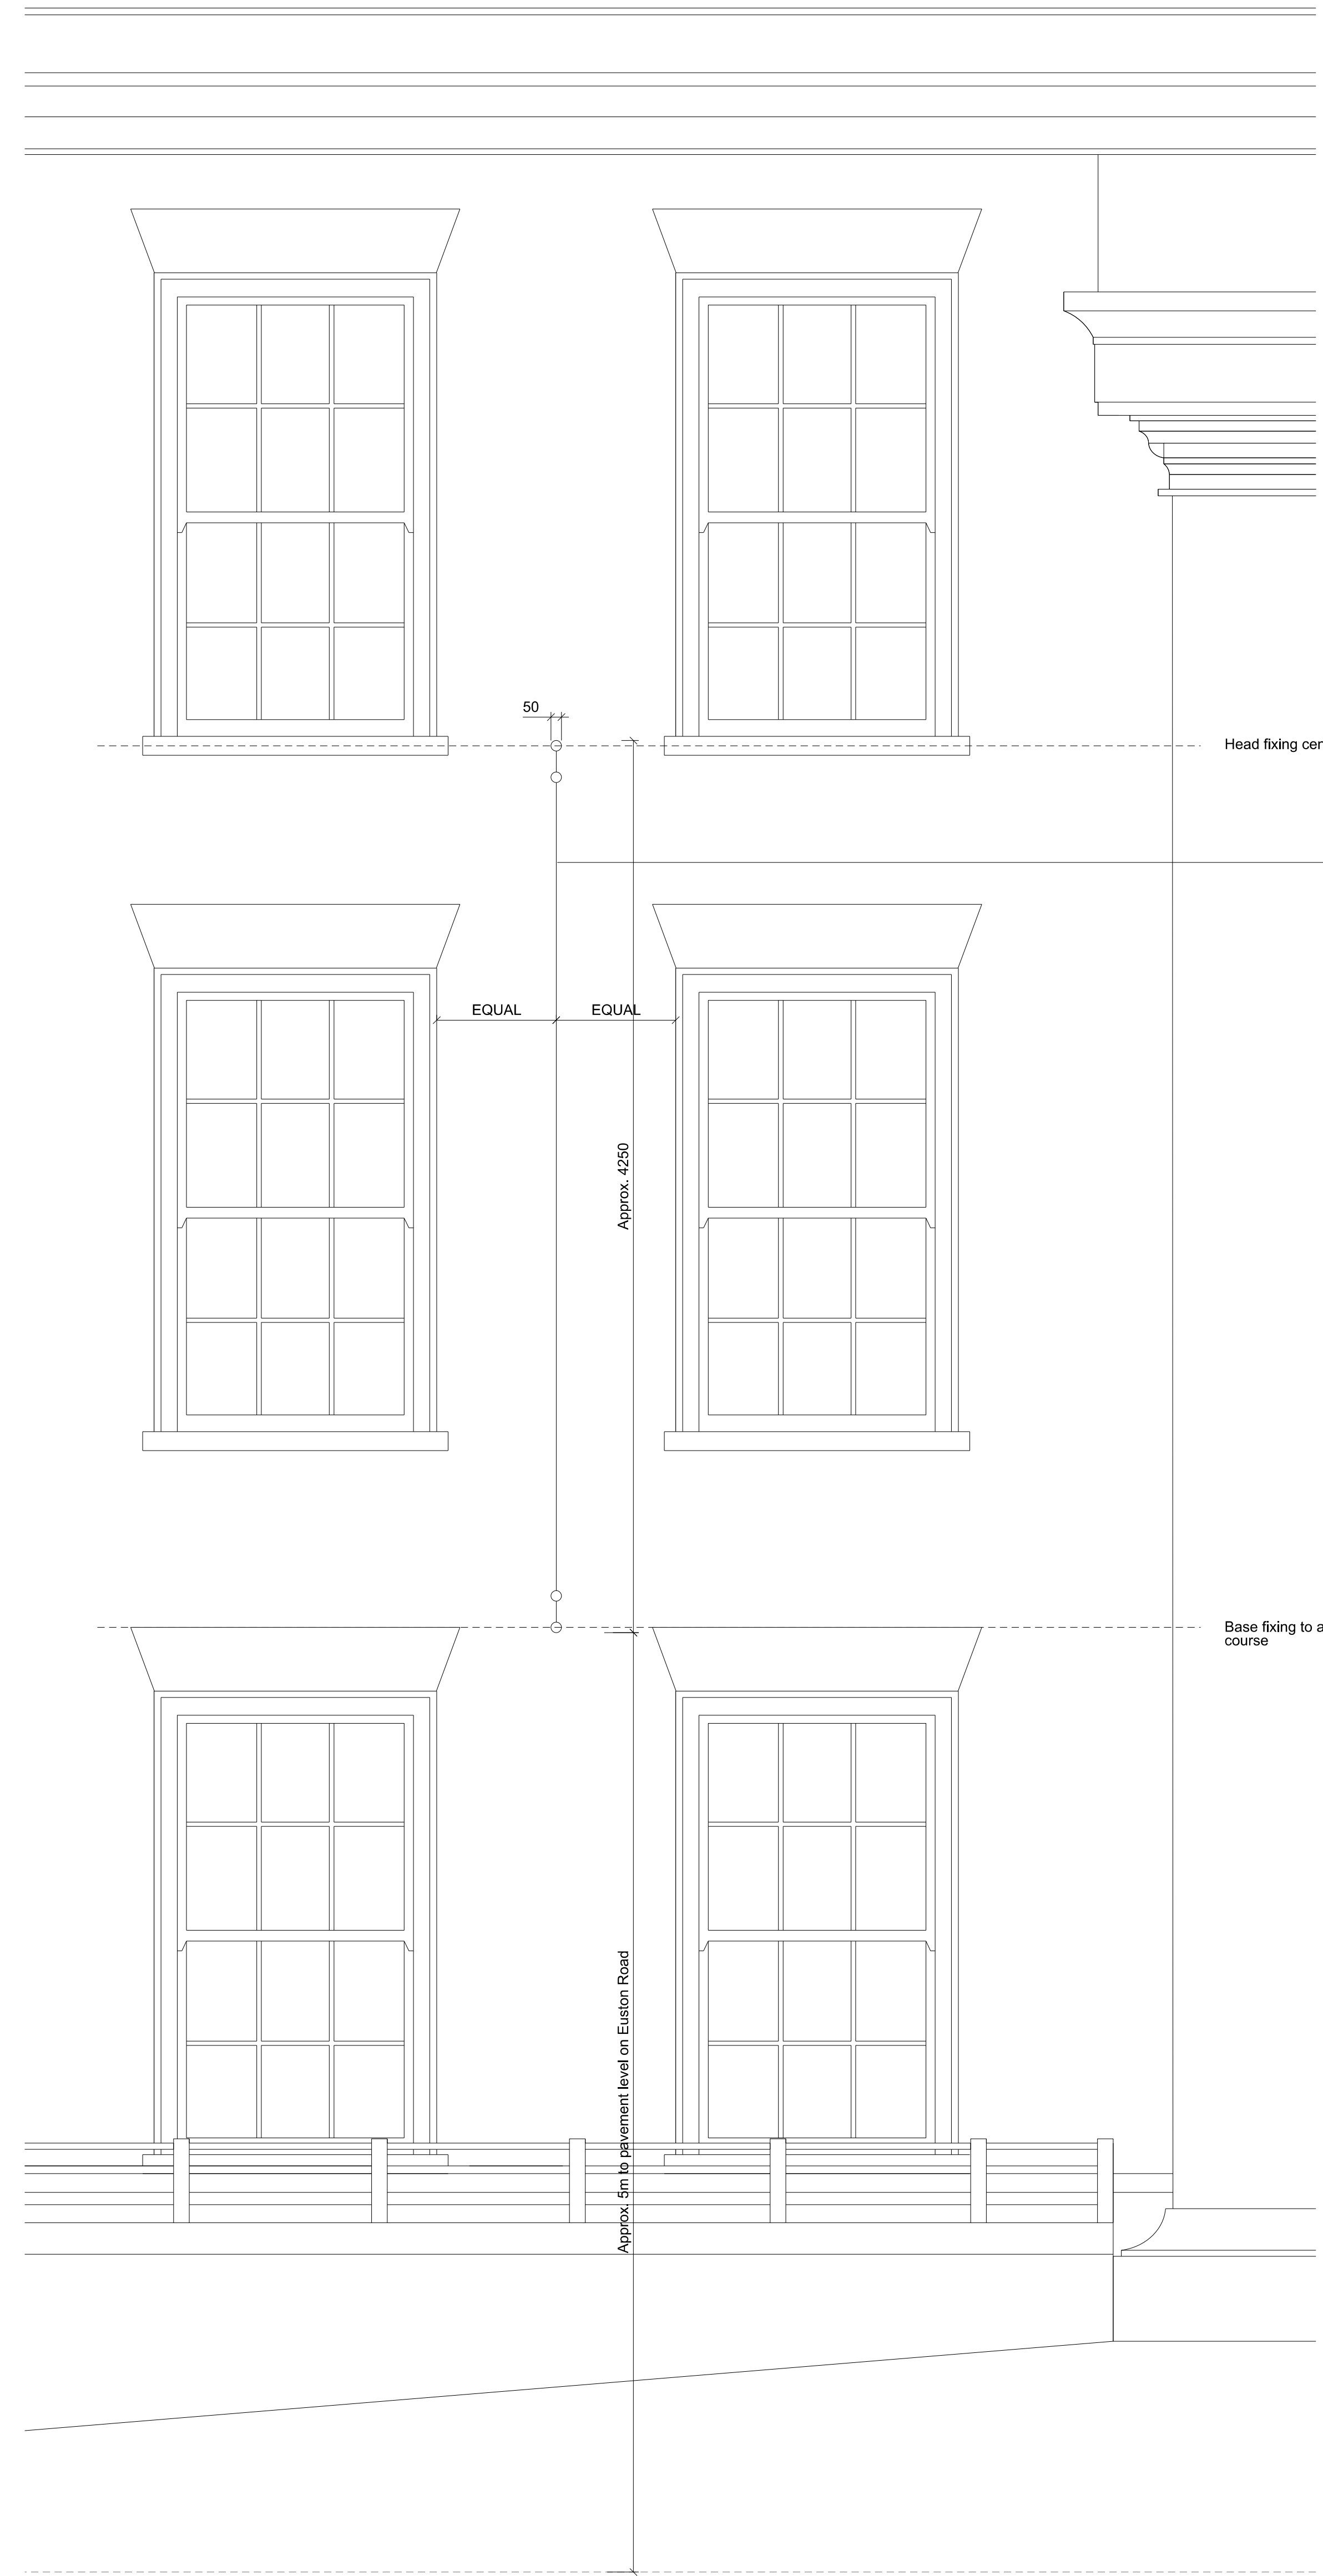 50
Head fixing
EQUAL EQUAL
Approx. 4250
Base fixing to
course
Approx. 5m to pavement level on Euston Road